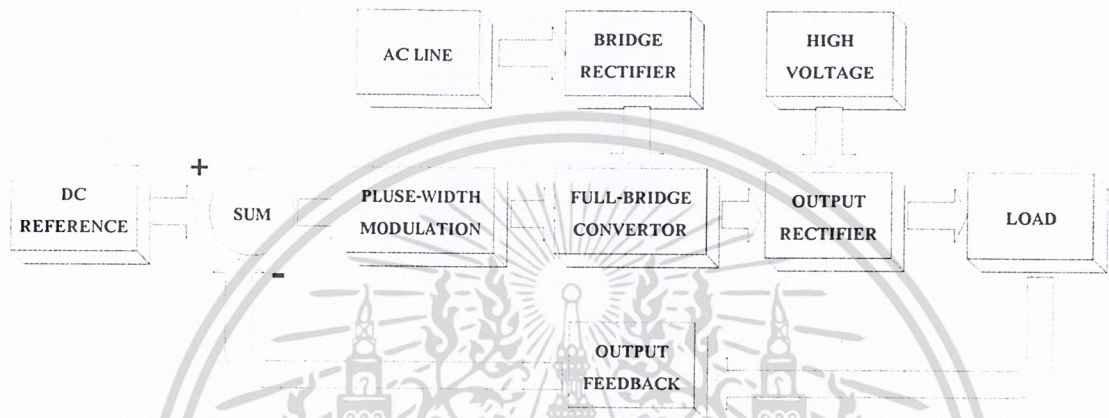 AC LINE
BRIDGE
RECTIFIER
HIGH
VOLTAGE
+
DC
REFERENCE
SUM
PLUSE-WIDTH
MODULATION
FULL-BRIDGE
CONVERTOR
OUTPUT
RECTIFIER
LOAD
-
OUTPUT
FEEDBACK